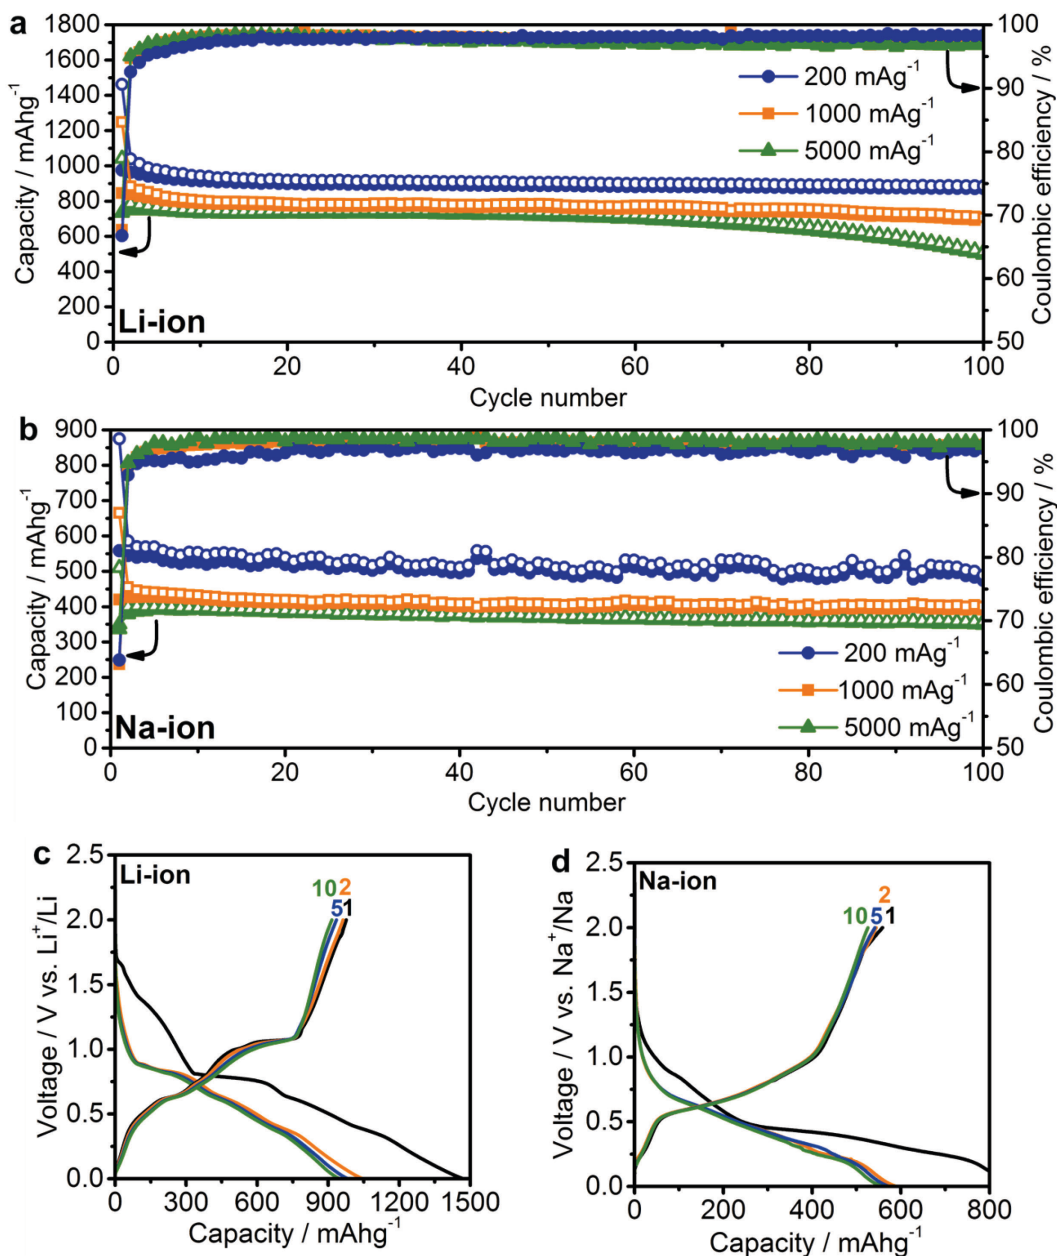 a
1800
1600
1400
1200
1000
800
600
400
200
0
Capacity / mAhg⁻¹
100
90
80
70
60
50
Coulombic efficiency / %
200 mAg⁻¹
1000 mAg⁻¹
5000 mAg⁻¹
Li-ion
0 20 40 60 80 100
Cycle number
b
900
800
700
600
500
400
300
200
100
0
Capacity / mAhg⁻¹
100
90
80
70
60
50
Coulombic efficiency / %
200 mAg⁻¹
1000 mAg⁻¹
5000 mAg⁻¹
Na-ion
0 20 40 60 80 100
Cycle number
c
2.5
2.0
1.5
1.0
0.5
0.0
Voltage / V vs. Li⁺/Li
Li-ion
10 2
5 1
0 300 600 900 1200 1500
Capacity / mAhg⁻¹
d
2.5
2.0
1.5
1.0
0.5
0.0
Voltage / V vs. Na⁺/Na
Na-ion
2
10 5 1
0 200 400 600 800
Capacity / mAhg⁻¹